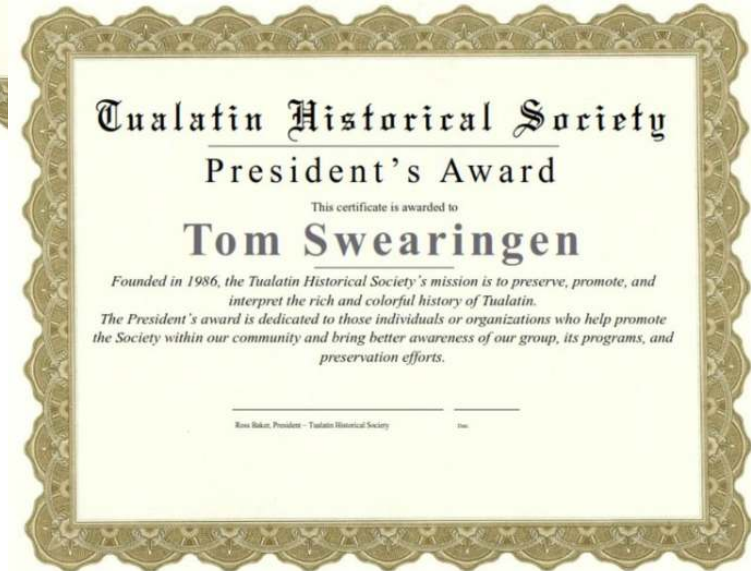 Tualatin Historical Society
President's Award
This certificate is awarded to
Tom Swearingen
Founded in 1986, the Tualatin Historical Society's mission is to preserve, promote, and
interpret the rich and colorful history of Tualatin.
The President's award is dedicated to those individuals or organizations who help promote
the Society within our community and bring better awareness of our group, its programs, and
preservation efforts.
Ross Baker, President – Tualatin Historical Society Date